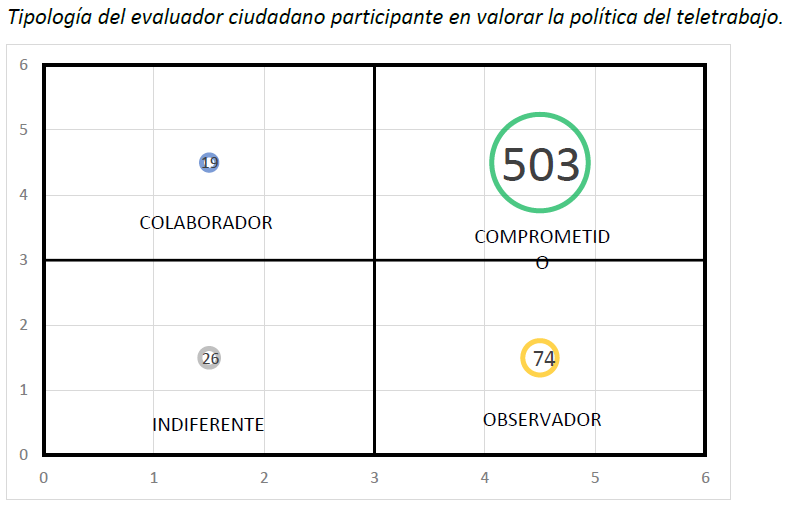 Tipología del evaluador ciudadano participante en valorar la política del teletrabajo.
6
5
19
503
4
COLABORADOR
COMPROMETID
O
3
2
26
74
1
INDIFERENTE
OBSERVADOR
0
0 1 2 3 4 5 6